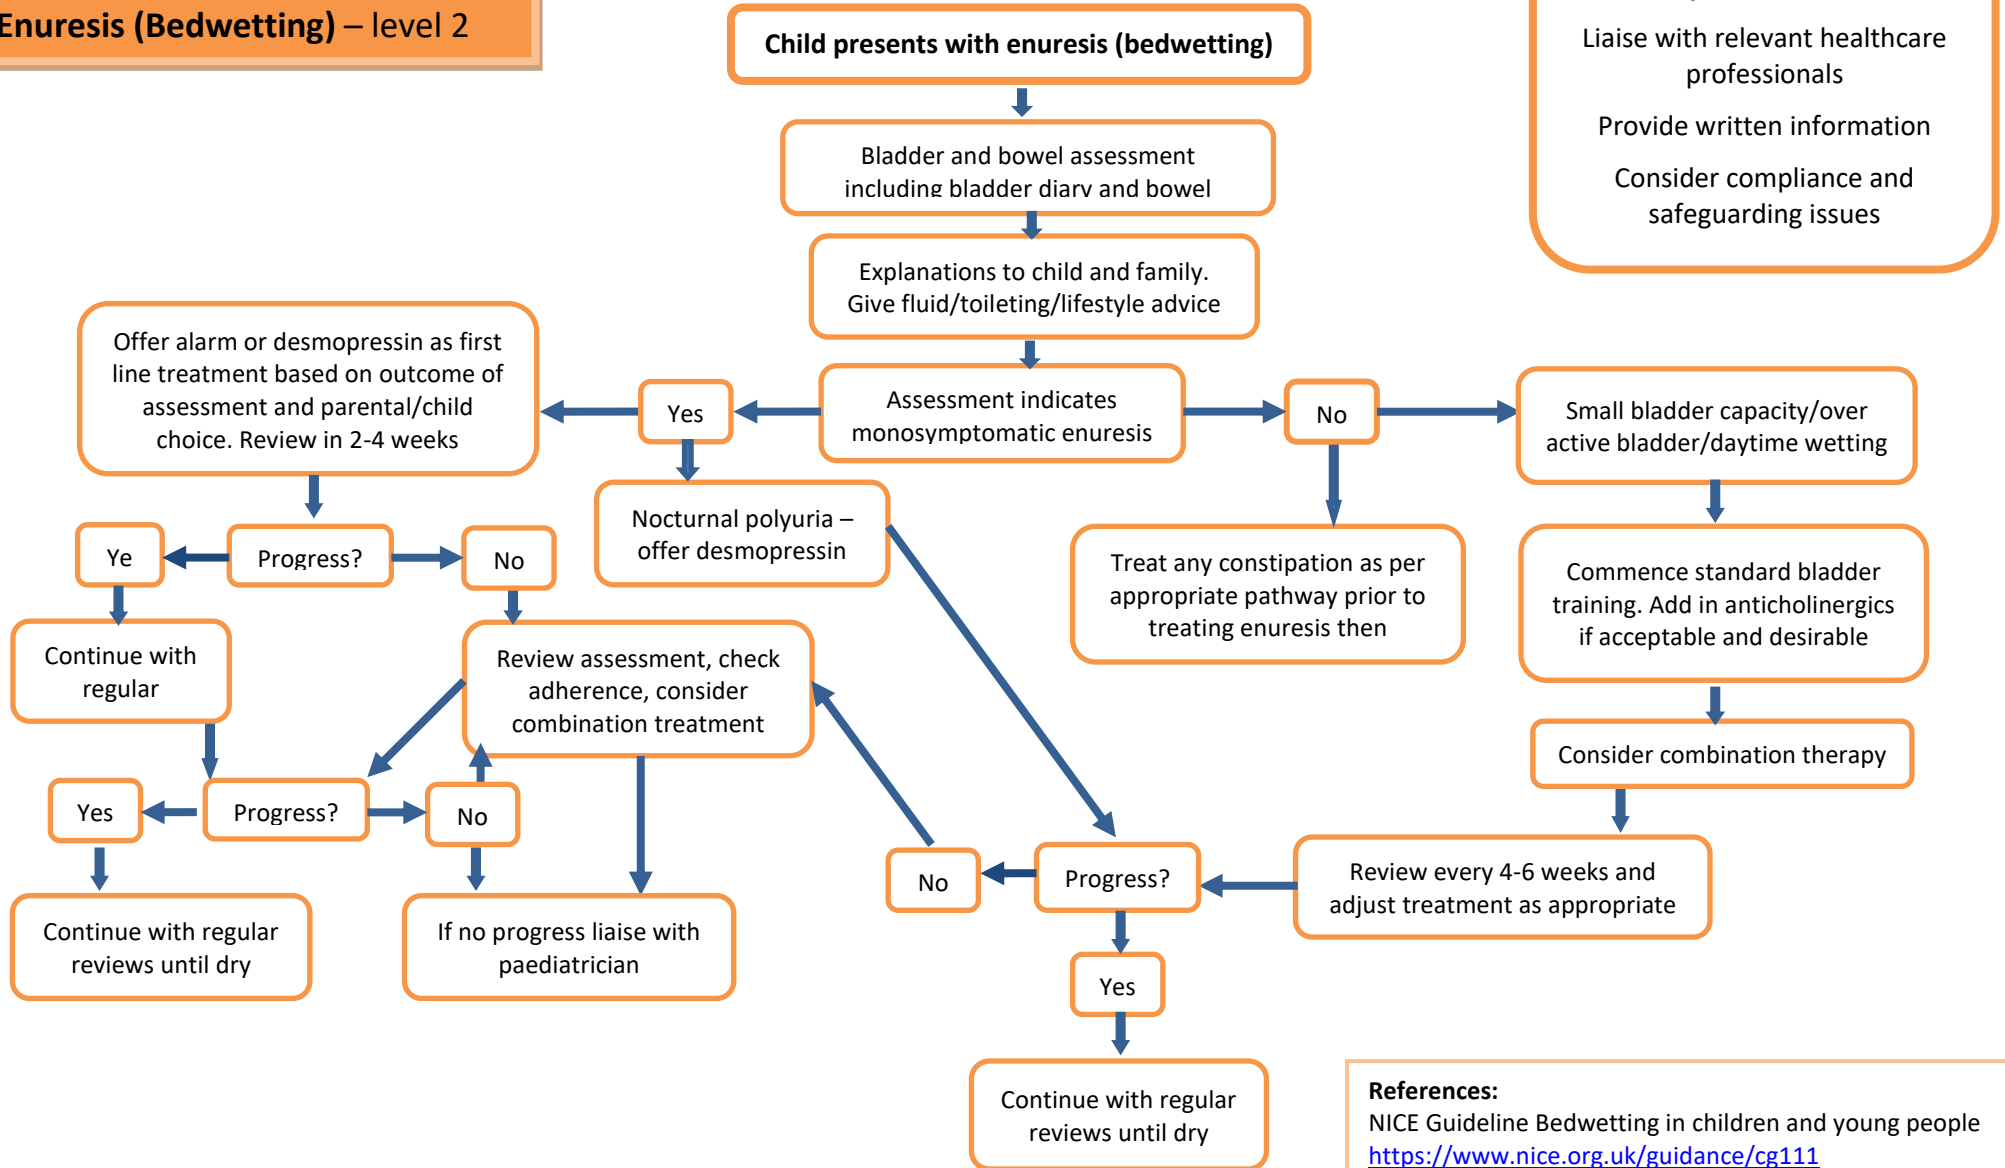 Enuresis (Bedwetting) – level 2
Child presents with enuresis (bedwetting)
Liaise with relevant healthcare
professionals
Provide written information
Consider compliance and
safeguarding issues
Bladder and bowel assessment
including bladder diary and bowel
Explanations to child and family.
Give fluid/toileting/lifestyle advice
Offer alarm or desmopressin as first
line treatment based on outcome of
assessment and parental/child
choice. Review in 2-4 weeks
Yes
Assessment indicates
monosymptomatic enuresis
No
Small bladder capacity/over
active bladder/daytime wetting
Nocturnal polyuria –
offer desmopressin
Ye
Progress?
No
Treat any constipation as per
appropriate pathway prior to
treating enuresis then
Commence standard bladder
training. Add in anticholinergics
if acceptable and desirable
Continue with
regular
Review assessment, check
adherence, consider
combination treatment
Consider combination therapy
Yes
Progress?
No
No
Progress?
Review every 4-6 weeks and
adjust treatment as appropriate
Continue with regular
reviews until dry
If no progress liaise with
paediatrician
Yes
Continue with regular
reviews until dry
References:
NICE Guideline Bedwetting in children and young people
https://www.nice.org.uk/guidance/cg111